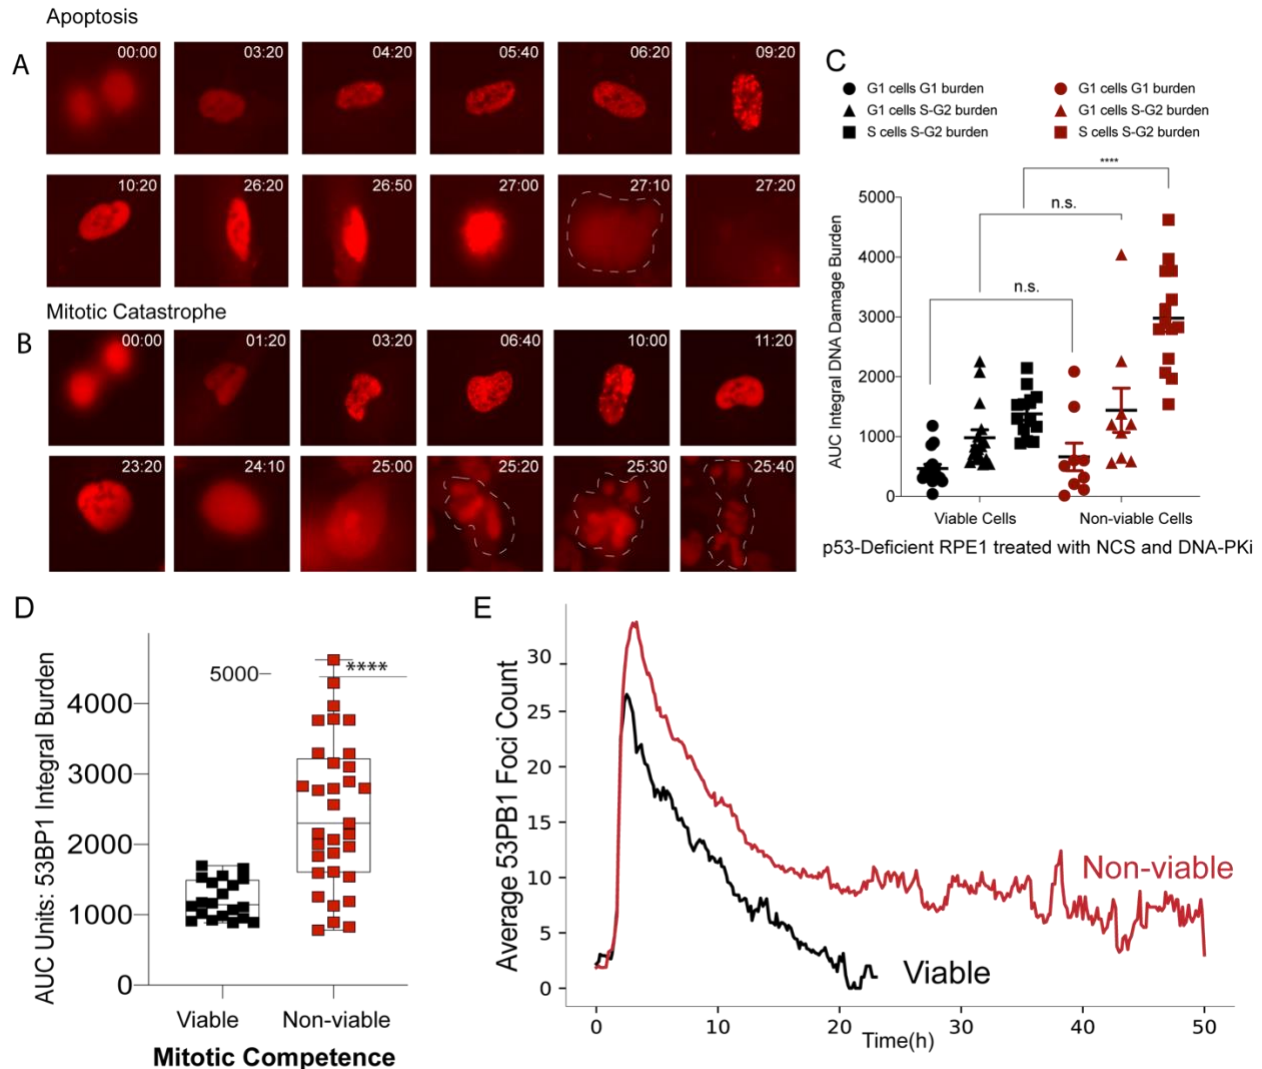 Apoptosis
A
00:00
03:20
04:20
05:40
06:20
09:20
10:20
26:20
26:50
27:00
27:10
27:20
Mitotic Catastrophe
B
00:00
01:20
03:20
06:40
10:00
11:20
23:20
24:10
25:00
25:20
25:30
25:40
C
G1 cells G1 burden
G1 cells S-G2 burden
S cells S-G2 burden
G1 cells G1 burden
G1 cells S-G2 burden
S cells S-G2 burden
****
n.s.
n.s.
AUC Integral DNA Damage Burden
5000
4000
3000
2000
1000
0
Viable Cells
Non-viable Cells
p53-Deficient RPE1 treated with NCS and DNA-PKi
D
AUC Units: 53BP1 Integral Burden
5000
****
4000
3000
2000
1000
0
Viable
Non-viable
Mitotic Competence
E
Average 53PB1 Foci Count
30
25
20
15
10
5
0
Non-viable
Viable
0
10
20
30
40
50
Time(h)